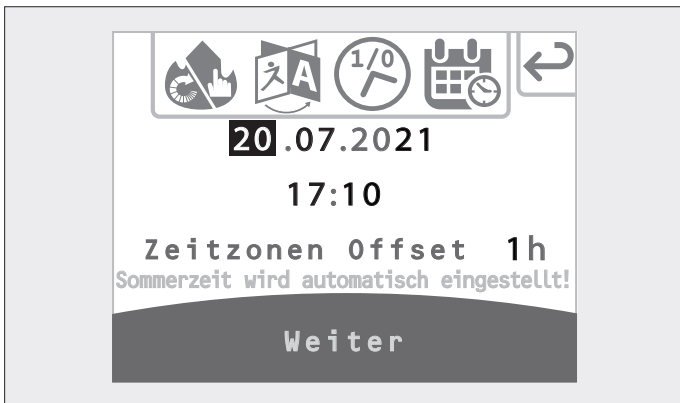 A
1/0
20.07.2021
17:10
Zeitzonen Offset 1h
Sommerzeit wird automatisch eingestellt!
Weiter